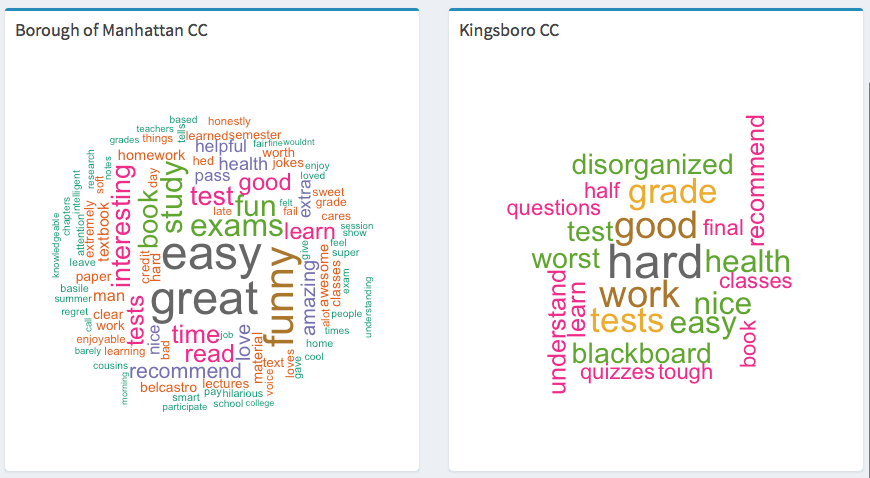 Borough of Manhattan CC
based honestly
teachers tells
grades things learned semester
helpful fair fine wouldnt
homework hed health worth
jokes enjoy
research notes soft day pass loved
intelligent study test good extra sweet
interesting book fun felt grade
chapters extremely late fail cares
attention textbook exams learn session
knowledgeable show
leave hard easy give feel
credit super
paper funny amazing awesome classes exam
basile man great
summer understanding
regret clear tests alot people
call work nice time job love times
enjoyable home
barely learning bad read material cool
cousins recommend text loves gave
morning belcastro lectures voice
smart pay hilarious
participate school college
Kingsboro CC
recommend
disorganized
half grade
questions
test good final
worst hard health
classes
understand learn work nice
tests easy
book
blackboard
quizzes tough